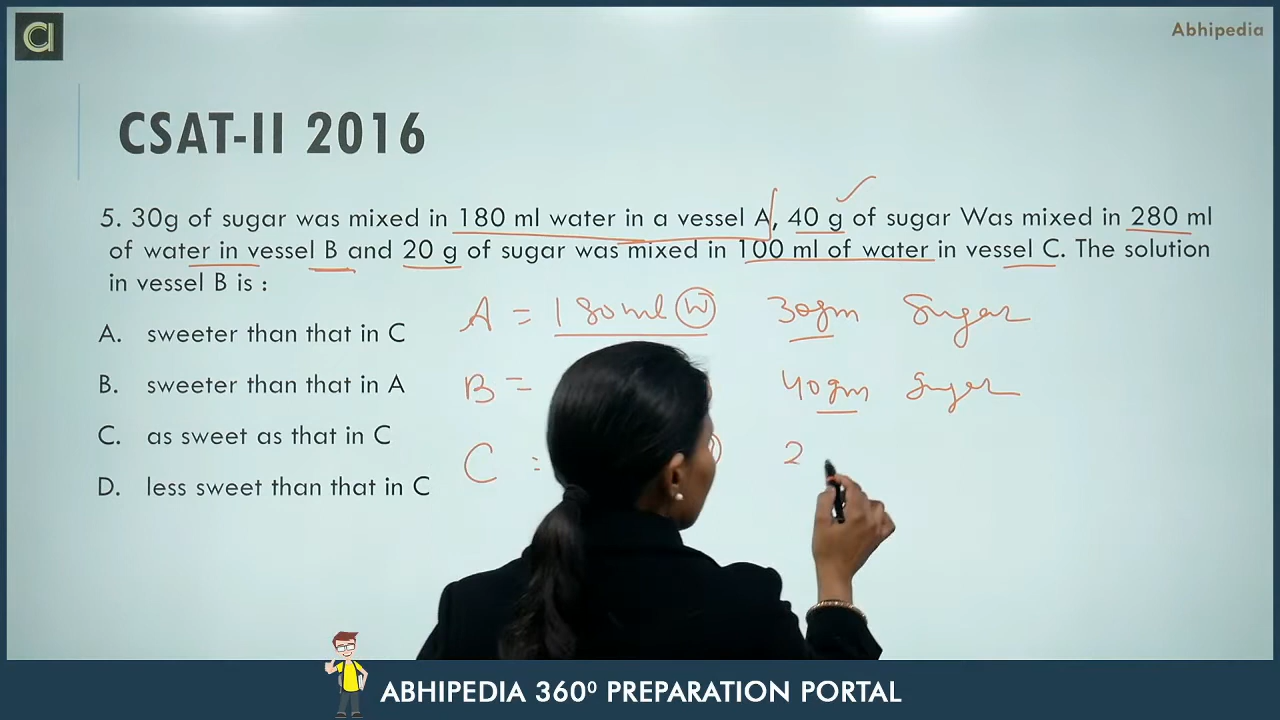 Abhipedia
CSAT-II 2016
5. 30g of sugar was mixed in 180 ml water in a vessel A, 40 g of sugar Was mixed in 280 ml
of water in vessel B and 20 g of sugar was mixed in 100 ml of water in vessel C. The solution
in vessel B is :
A. sweeter than that in C
B. sweeter than that in A
C. as sweet as that in C
D. less sweet than that in C
A = 180ml W 30gm Sugar
B = 40gm Sugar
C = 2
ABHIPEDIA 360⁰ PREPARATION PORTAL